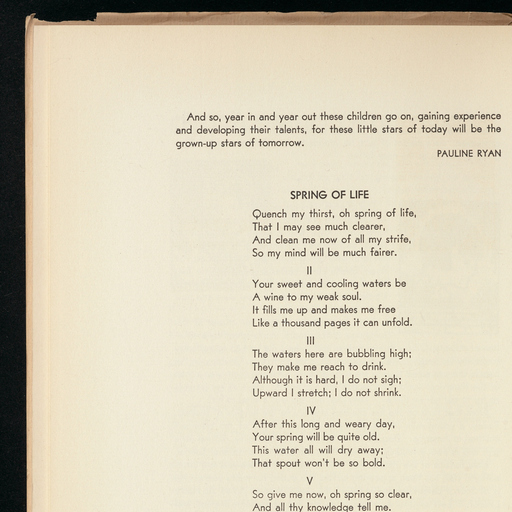 And so, year in and year out these children go on, gaining experience
and developing their talents, for these little stars of today will be the
grown-up stars of tomorrow.
PAULINE RYAN
SPRING OF LIFE
Quench my thirst, oh spring of life,
That I may see much clearer,
And clean me now of all my strife,
So my mind will be much fairer.
II
Your sweet and cooling waters be
A wine to my weak soul.
It fills me up and makes me free
Like a thousand pages it can unfold.
III
The waters here are bubbling high;
They make me reach to drink.
Although it is hard, I do not sigh;
Upward I stretch; I do not shrink.
IV
After this long and weary day,
Your spring will be quite old.
This water all will dry away;
That spout won't be so bold.
V
So give me now, oh spring so clear,
And all thy knowledge tell me.